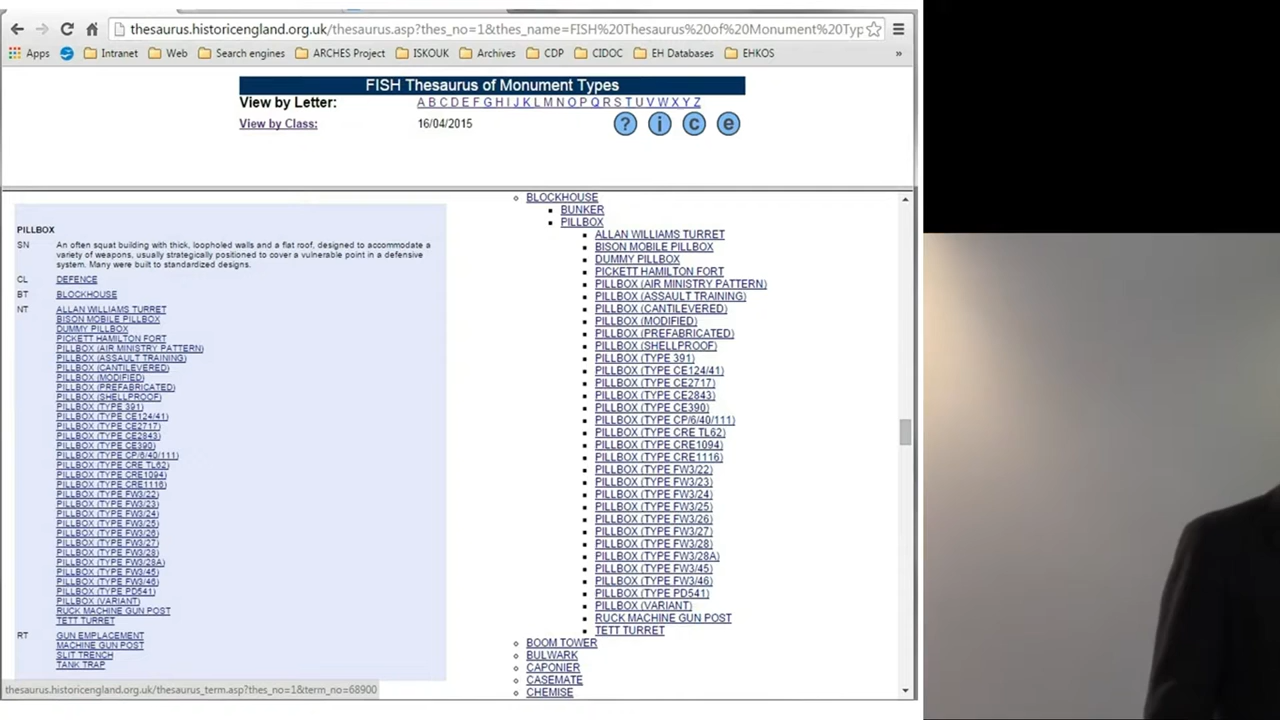 thesaurus.historicengland.org.uk/thesaurus.asp?thes_no=1&thes_name=FISH%20Thesaurus%20of%20Monument%20Typ
Apps Intranet Web Search engines ARCHES Project ISKOUK Archives CDP CIDOC EH Databases EHKOS »
FISH Thesaurus of Monument Types
View by Letter: A B C D E F G H I J K L M N O P Q R S T U V W X Y Z
View by Class: 16/04/2015 ? i c e
PILLBOX
SN An often squat building with thick, loopholed walls and a flat roof, designed to accommodate a
variety of weapons, usually strategically positioned to cover a vulnerable point in a defensive
system. Many were built to standardized designs.
CL DEFENCE
BT BLOCKHOUSE
NT ALLAN WILLIAMS TURRET
BISON MOBILE PILLBOX
DUMMY PILLBOX
PICKETT HAMILTON FORT
PILLBOX (AIR MINISTRY PATTERN)
PILLBOX (ASSAULT TRAINING)
PILLBOX (CANTILEVERED)
PILLBOX (MODIFIED)
PILLBOX (PREFABRICATED)
PILLBOX (SHELLPROOF)
PILLBOX (TYPE 391)
PILLBOX (TYPE CE124/41)
PILLBOX (TYPE CE2717)
PILLBOX (TYPE CE2843)
PILLBOX (TYPE CE390)
PILLBOX (TYPE CP/6/40/111)
PILLBOX (TYPE CRE TL62)
PILLBOX (TYPE CRE1094)
PILLBOX (TYPE CRE1116)
PILLBOX (TYPE FW3/22)
PILLBOX (TYPE FW3/23)
PILLBOX (TYPE FW3/24)
PILLBOX (TYPE FW3/25)
PILLBOX (TYPE FW3/26)
PILLBOX (TYPE FW3/27)
PILLBOX (TYPE FW3/28)
PILLBOX (TYPE FW3/28A)
PILLBOX (TYPE FW3/45)
PILLBOX (TYPE FW3/46)
PILLBOX (TYPE PD541)
PILLBOX (VARIANT)
RUCK MACHINE GUN POST
TETT TURRET
RT GUN EMPLACEMENT
MACHINE GUN POST
SLIT TRENCH
TANK TRAP
thesaurus.historicengland.org.uk/thesaurus_term.asp?thes_no=1&term_no=68900
BLOCKHOUSE
BUNKER
PILLBOX
ALLAN WILLIAMS TURRET
BISON MOBILE PILLBOX
DUMMY PILLBOX
PICKETT HAMILTON FORT
PILLBOX (AIR MINISTRY PATTERN)
PILLBOX (ASSAULT TRAINING)
PILLBOX (CANTILEVERED)
PILLBOX (MODIFIED)
PILLBOX (PREFABRICATED)
PILLBOX (SHELLPROOF)
PILLBOX (TYPE 391)
PILLBOX (TYPE CE124/41)
PILLBOX (TYPE CE2717)
PILLBOX (TYPE CE2843)
PILLBOX (TYPE CE390)
PILLBOX (TYPE CP/6/40/111)
PILLBOX (TYPE CRE TL62)
PILLBOX (TYPE CRE1094)
PILLBOX (TYPE CRE1116)
PILLBOX (TYPE FW3/22)
PILLBOX (TYPE FW3/23)
PILLBOX (TYPE FW3/24)
PILLBOX (TYPE FW3/25)
PILLBOX (TYPE FW3/26)
PILLBOX (TYPE FW3/27)
PILLBOX (TYPE FW3/28)
PILLBOX (TYPE FW3/28A)
PILLBOX (TYPE FW3/45)
PILLBOX (TYPE FW3/46)
PILLBOX (TYPE PD541)
PILLBOX (VARIANT)
RUCK MACHINE GUN POST
TETT TURRET
BOOM TOWER
BULWARK
CAPONIER
CASEMATE
CHEMISE